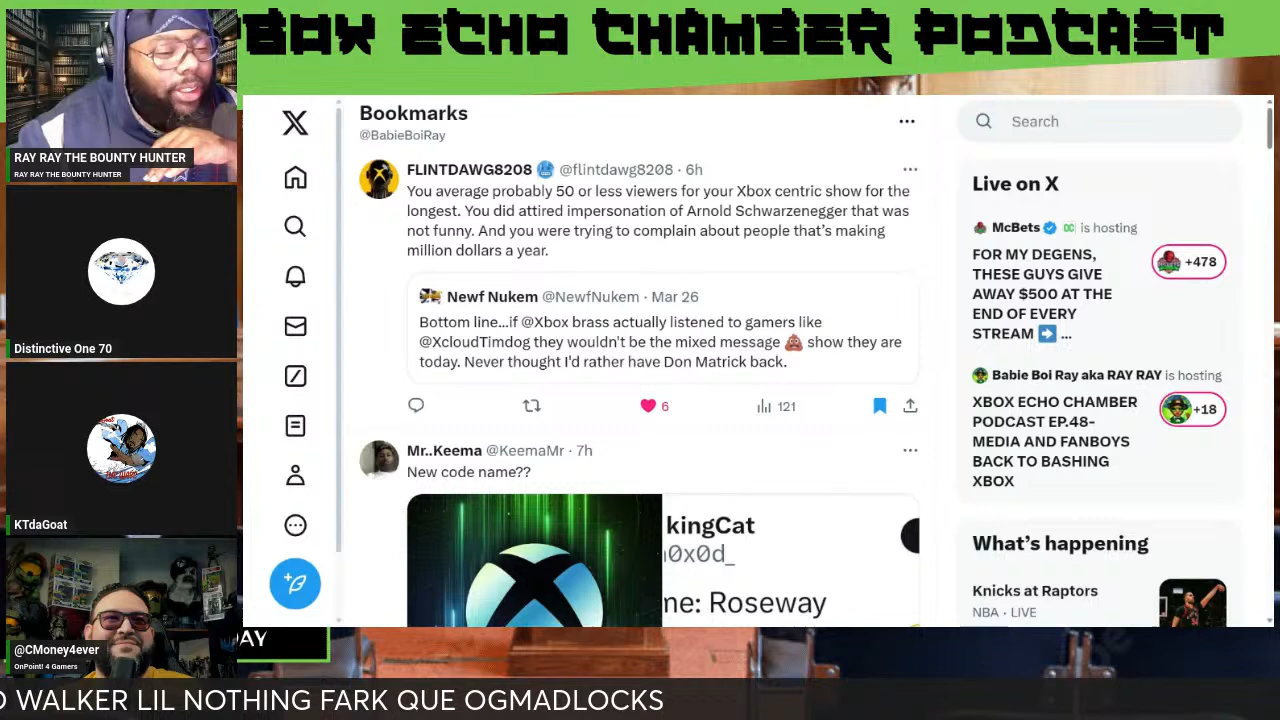 BOX ECHO CHAMBER PODCAST
RAY RAY THE BOUNTY HUNTER
RAY RAY THE BOUNTY HUNTER
Distinctive One 70
KTdaGoat
@CMoney4ever
OnPoint! 4 Gamers
Bookmarks
@BabieBoiRay
FLINTDAWG8208 @flintdawg8208 · 6h
You average probably 50 or less viewers for your Xbox centric show for the
longest. You did attired impersonation of Arnold Schwarzenegger that was
not funny. And you were trying to complain about people that's making
million dollars a year.
Newf Nukem @NewfNukem · Mar 26
Bottom line...if @Xbox brass actually listened to gamers like
@XcloudTimdog they wouldn't be the mixed message 💩 show they are
today. Never thought I'd rather have Don Matrick back.
6
121
Mr..Keema @KeemaMr · 7h
New code name??
kingCat
0x0d_
me: Roseway
Search
Live on X
McBets is hosting
FOR MY DEGENS,
THESE GUYS GIVE
AWAY $500 AT THE
END OF EVERY
STREAM ➡️ ...
+478
Babie Boi Ray aka RAY RAY is hosting
XBOX ECHO CHAMBER
PODCAST EP.48-
MEDIA AND FANBOYS
BACK TO BASHING
XBOX
+18
What's happening
Knicks at Raptors
NBA · LIVE
AY
WALKER LIL NOTHING FARK QUE OGMADLOCKS